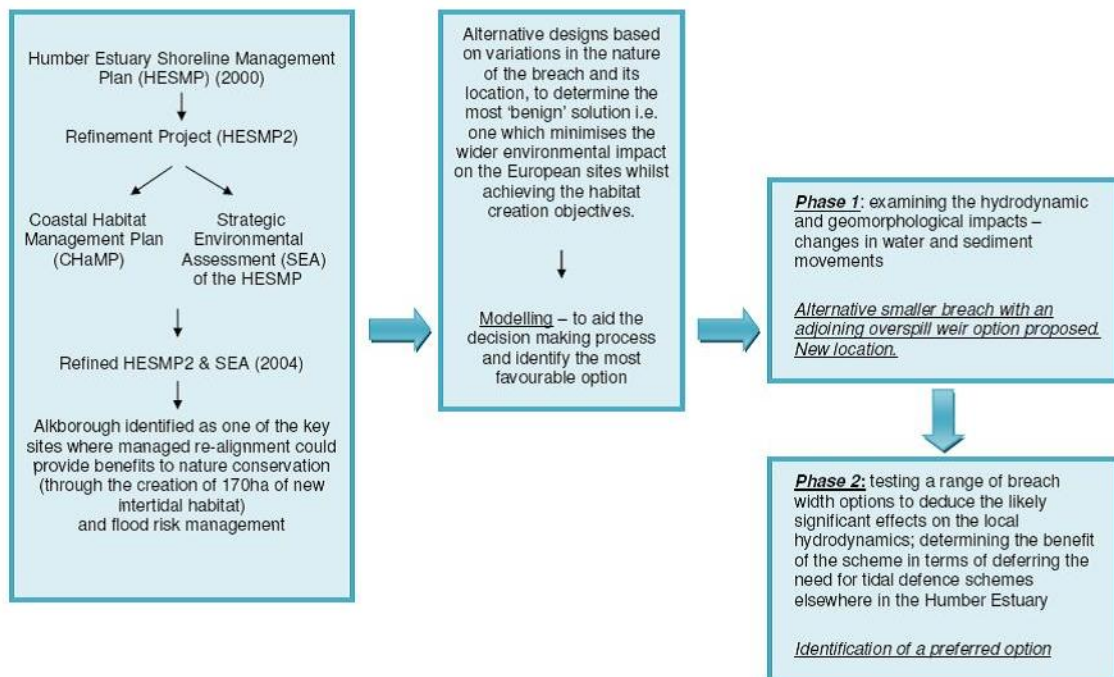 Humber Estuary Shoreline Management
Plan (HESMP) (2000)
Refinement Project (HESMP2)
Coastal Habitat
Management Plan
(CHaMP)
Strategic
Environmental
Assessment (SEA)
of the HESMP
Refined HESMP2 & SEA (2004)
Alkborough identified as one of the key
sites where managed re-alignment could
provide benefits to nature conservation
(through the creation of 170ha of new
intertidal habitat)
and flood risk management
Alternative designs based
on variations in the nature
of the breach and its
location, to determine the
most ‘benign’ solution i.e.
one which minimises the
wider environmental impact
on the European sites whilst
achieving the habitat
creation objectives.
Modelling – to aid the
decision making process
and identify the most
favourable option
Phase 1: examining the hydrodynamic
and geomorphological impacts –
changes in water and sediment
movements
Alternative smaller breach with an
adjoining overspill weir option proposed.
New location.
Phase 2: testing a range of breach
width options to deduce the likely
significant effects on the local
hydrodynamics; determining the benefit
of the scheme in terms of deferring the
need for tidal defence schemes
elsewhere in the Humber Estuary
Identification of a preferred option